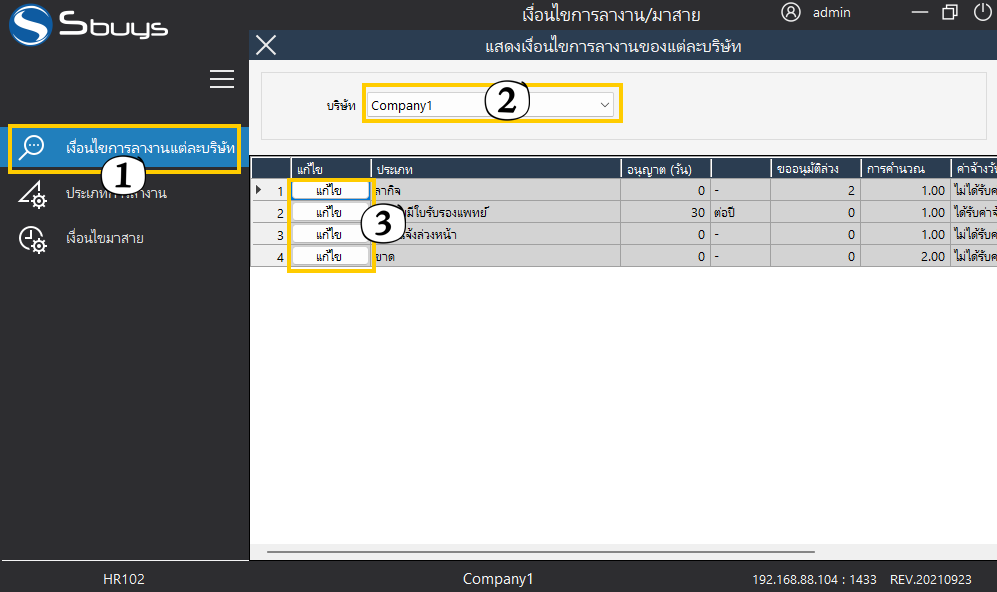 Sbuys
เงื่อนไขการลางาน/มาสาย
admin
แสดงเงื่อนไขการลางานของแต่ละบริษัท
บริษัท Company1 2
เงื่อนไขการลางานแต่ละบริษัท
1
ประเภทการลางาน
เงื่อนไขมาสาย
แก้ไข ประเภท อนุญาต (วัน) ขออนุมัติล่วง การคำนวณ ค่าจ้างวั
1 แก้ไข ลากิจ 0 - 2 1.00 ไม่ได้รับค
2 แก้ไข มีใบรับรองแพทย์ 30 ต่อปี 0 1.00 ได้รับค่าจ้
3
3 แก้ไข แจ้งล่วงหน้า 0 - 0 1.00 ไม่ได้รับค
4 แก้ไข ขาด 0 - 0 2.00 ไม่ได้รับค
HR102 Company1 192.168.88.104 : 1433 REV.20210923